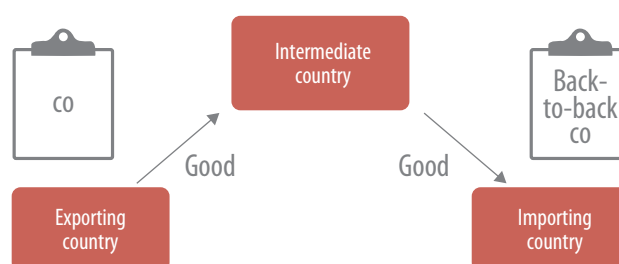 Intermediate
country
CO
Back-
to-back
CO
Good
Good
Exporting
country
Importing
country